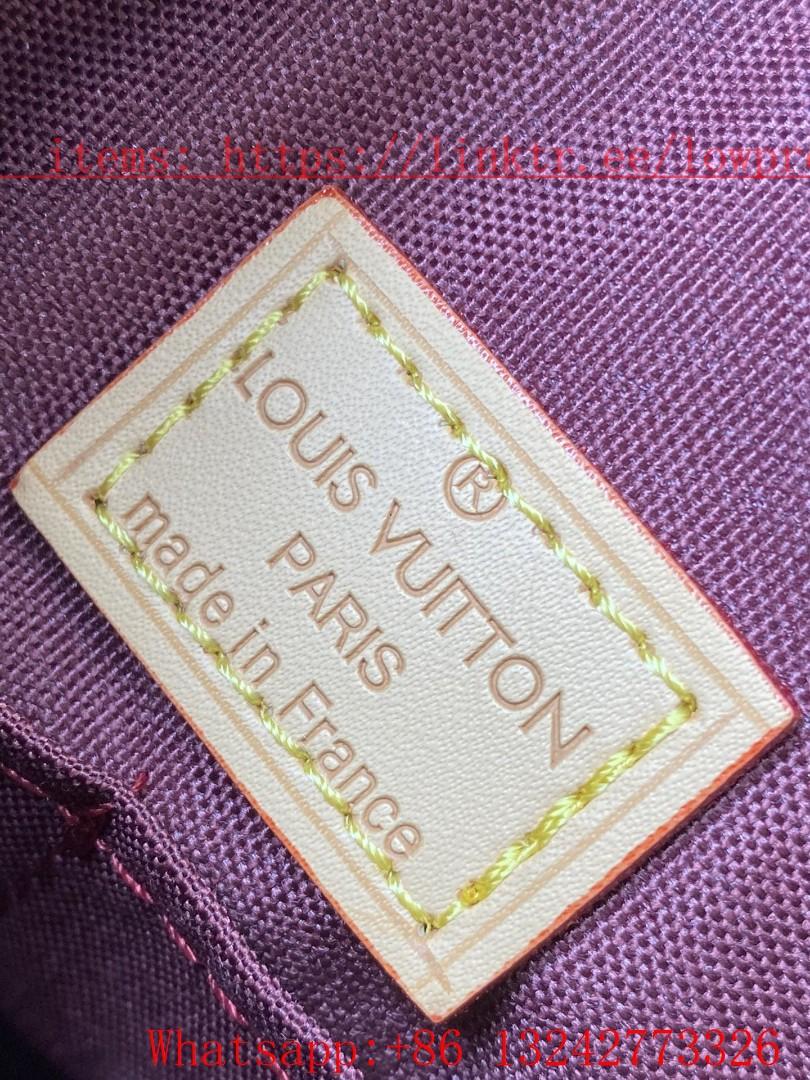 items: https://linktr.ee/lowpr
®
LOUIS VUITTON
PARIS
made in France
Whatsapp:+86 13242773326